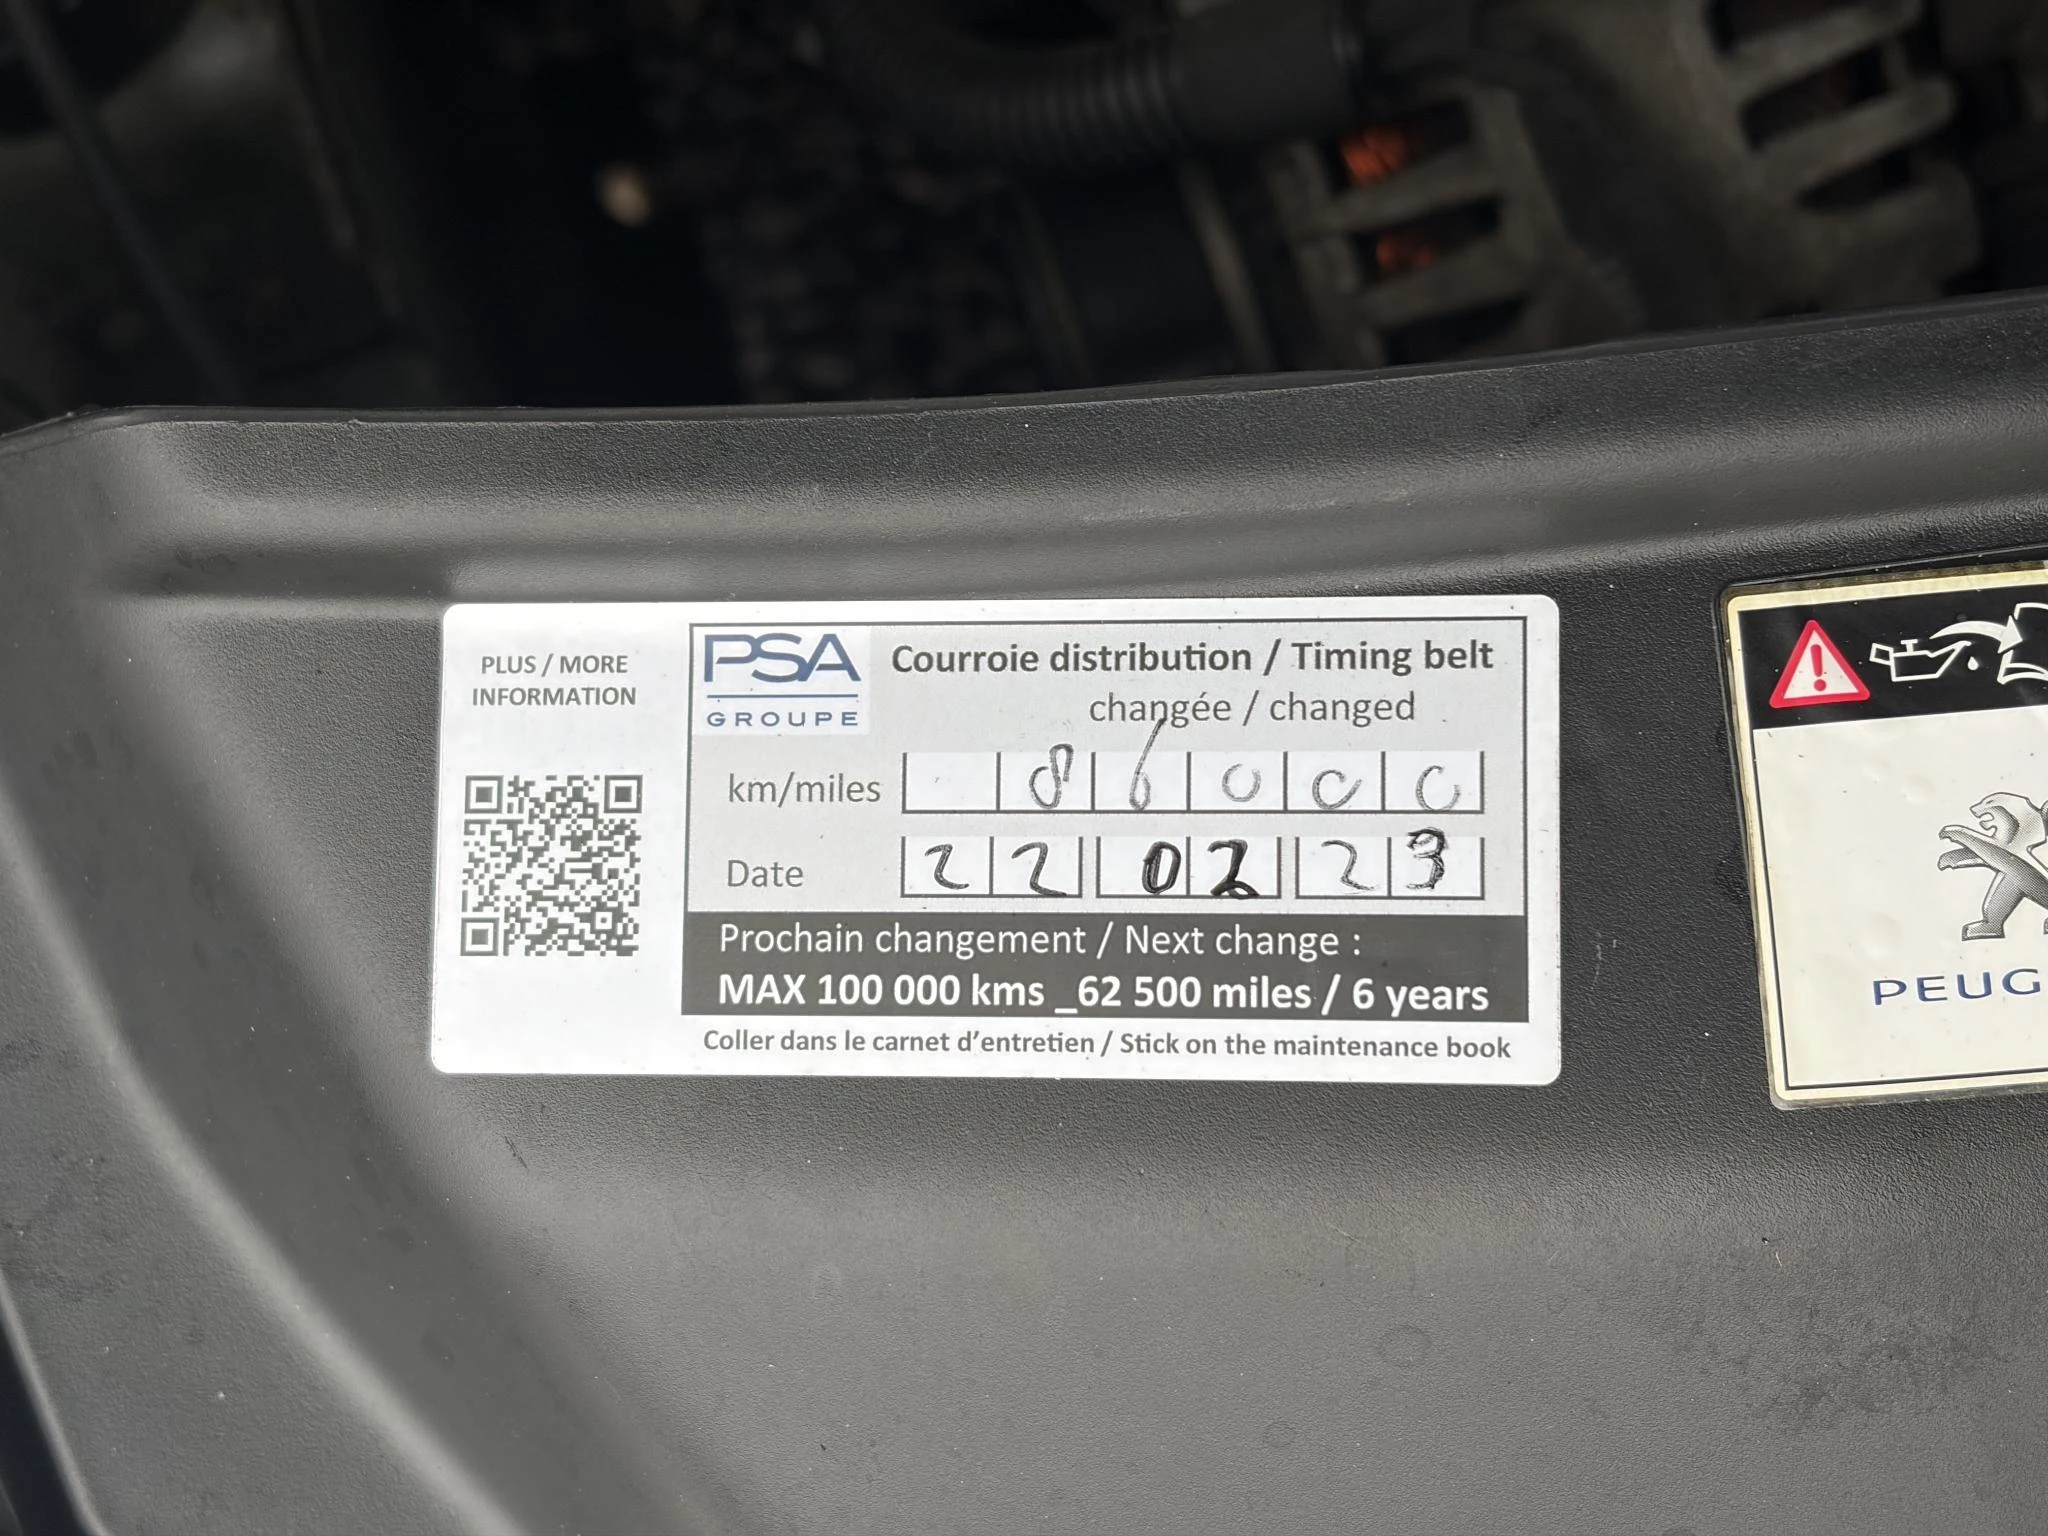 PLUS / MORE
INFORMATION
PSA
GROUPE
Courroie distribution / Timing belt
changée / changed
km/miles 86000
Date 22 02 23
Prochain changement / Next change :
MAX 100 000 kms _62 500 miles / 6 years
Coller dans le carnet d'entretien / Stick on the maintenance book
PEUG